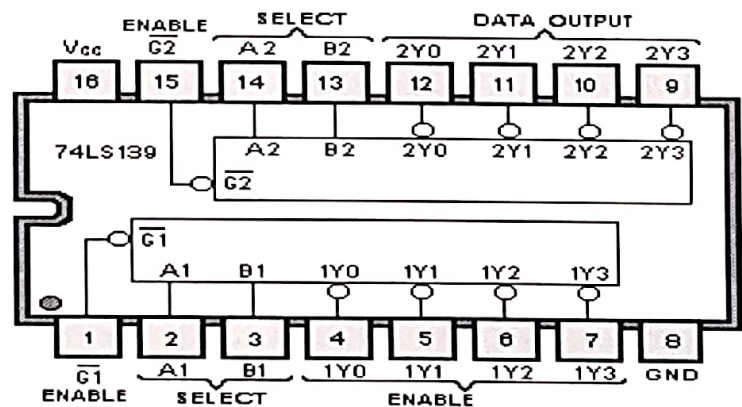 ENABLE SELECT DATA OUTPUT
Vcc G2 A2 B2 2Y0 2Y1 2Y2 2Y3
16 15 14 13 12 11 10 9
74LS139
A2 B2 2Y0 2Y1 2Y2 2Y3
G2
G1
A1 B1 1Y0 1Y1 1Y2 1Y3
1 2 3 4 5 6 7 8
G1 A1 B1 1Y0 1Y1 1Y2 1Y3 GND
ENABLE SELECT ENABLE